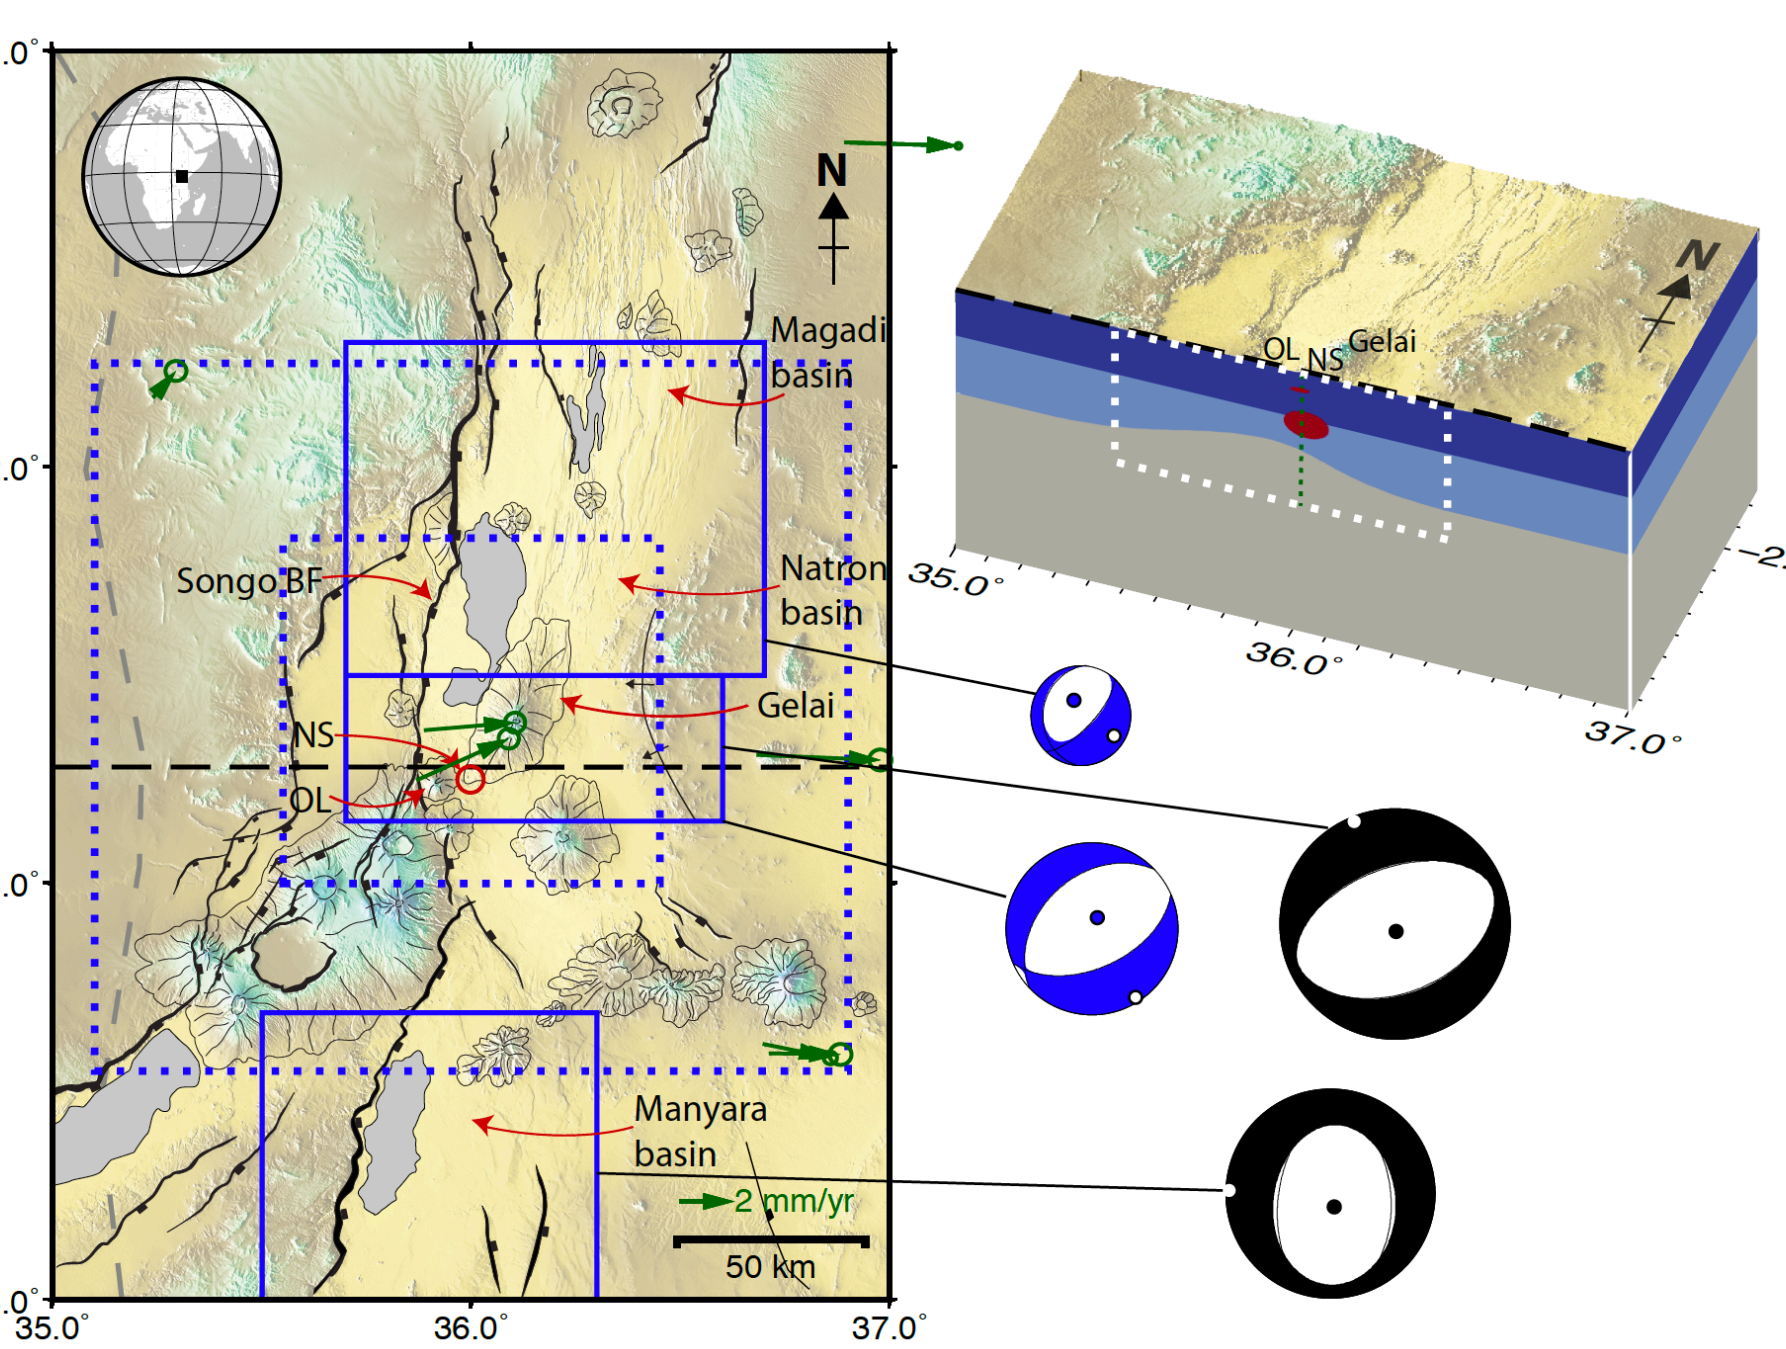 .0°
N
Magadi
basin
.0°
Songo BF
Natron
basin
Gelai
NS
OL
.0°
Manyara
basin
2 mm/yr
50 km
.0°
35.0°
36.0°
37.0°
N
OL
NS
Gelai
35.0°
36.0°
37.0°
−2.